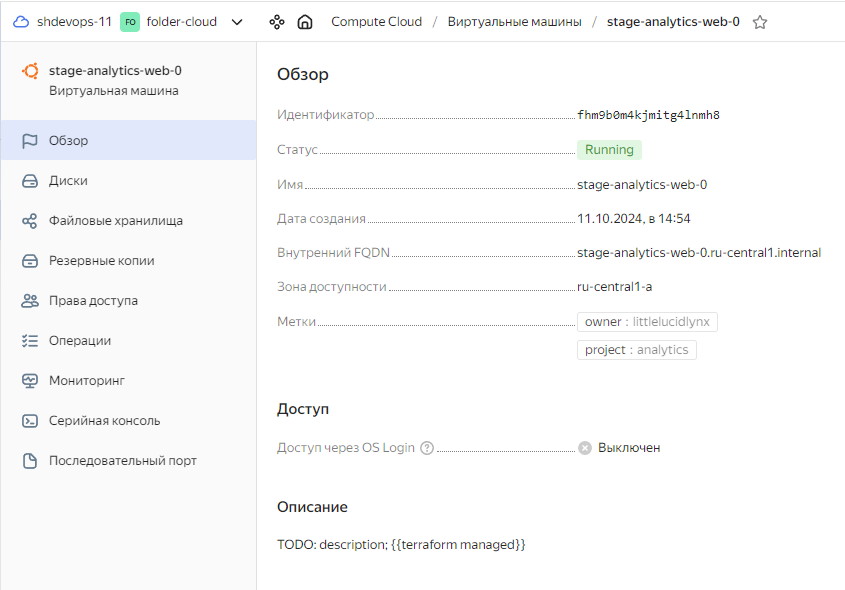 shdevops-11 FO folder-cloud Compute Cloud / Виртуальные машины / stage-analytics-web-0
stage-analytics-web-0
Виртуальная машина
Обзор
Диски
Файловые хранилища
Резервные копии
Права доступа
Операции
Мониторинг
Серийная консоль
Последовательный порт
Обзор
Идентификатор fhm9b0m4kjmitg4lnmh8
Статус Running
Имя stage-analytics-web-0
Дата создания 11.10.2024, в 14:54
Внутренний FQDN stage-analytics-web-0.ru-central1.internal
Зона доступности ru-central1-a
Метки owner : littlelucidlynx
project : analytics
Доступ
Доступ через OS Login ? Выключен
Описание
TODO: description; {{terraform managed}}